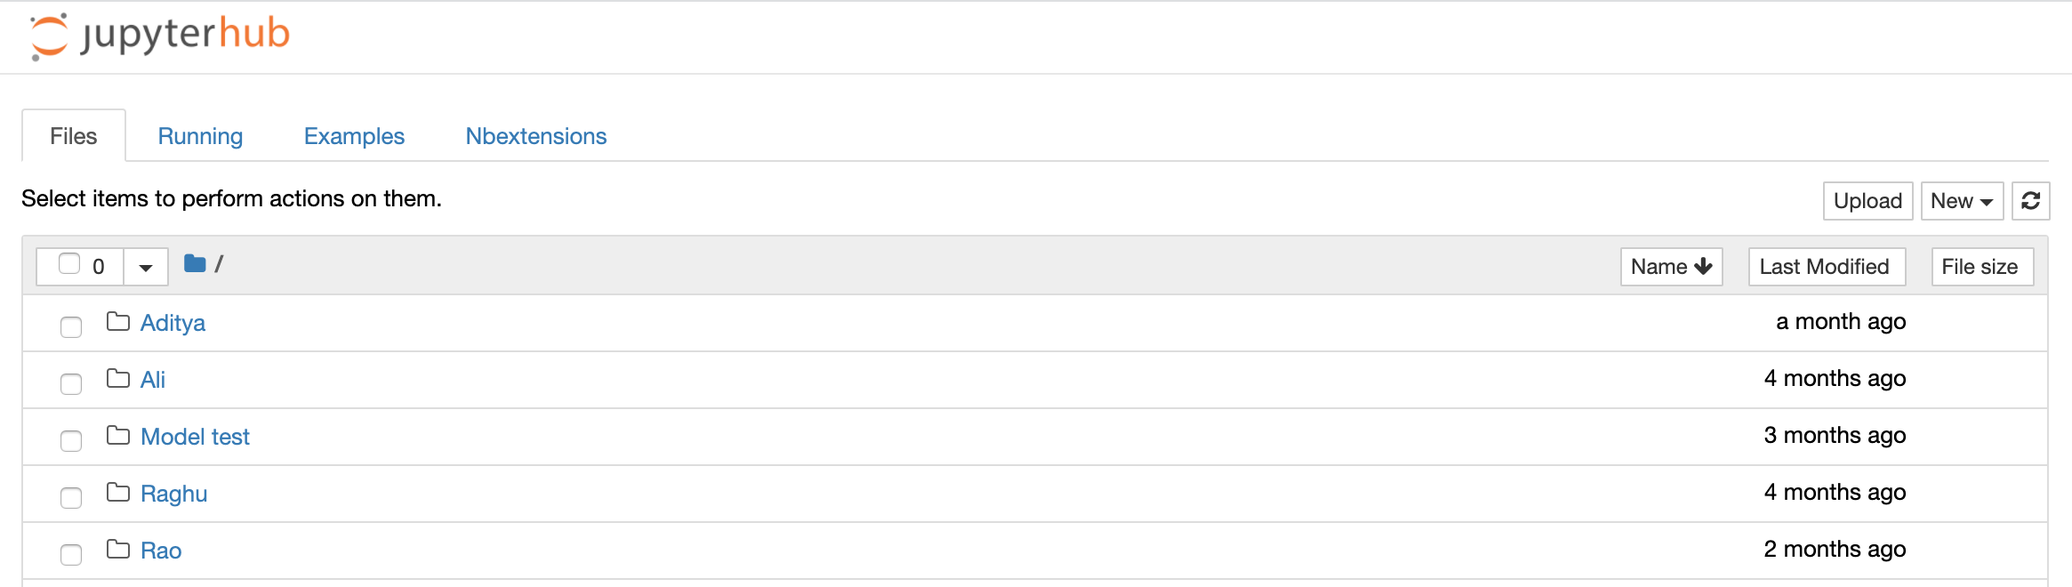 jupyterhub
Files Running Examples Nbextensions
Select items to perform actions on them.
Upload New
0 / Name Last Modified File size
Aditya a month ago
Ali 4 months ago
Model test 3 months ago
Raghu 4 months ago
Rao 2 months ago